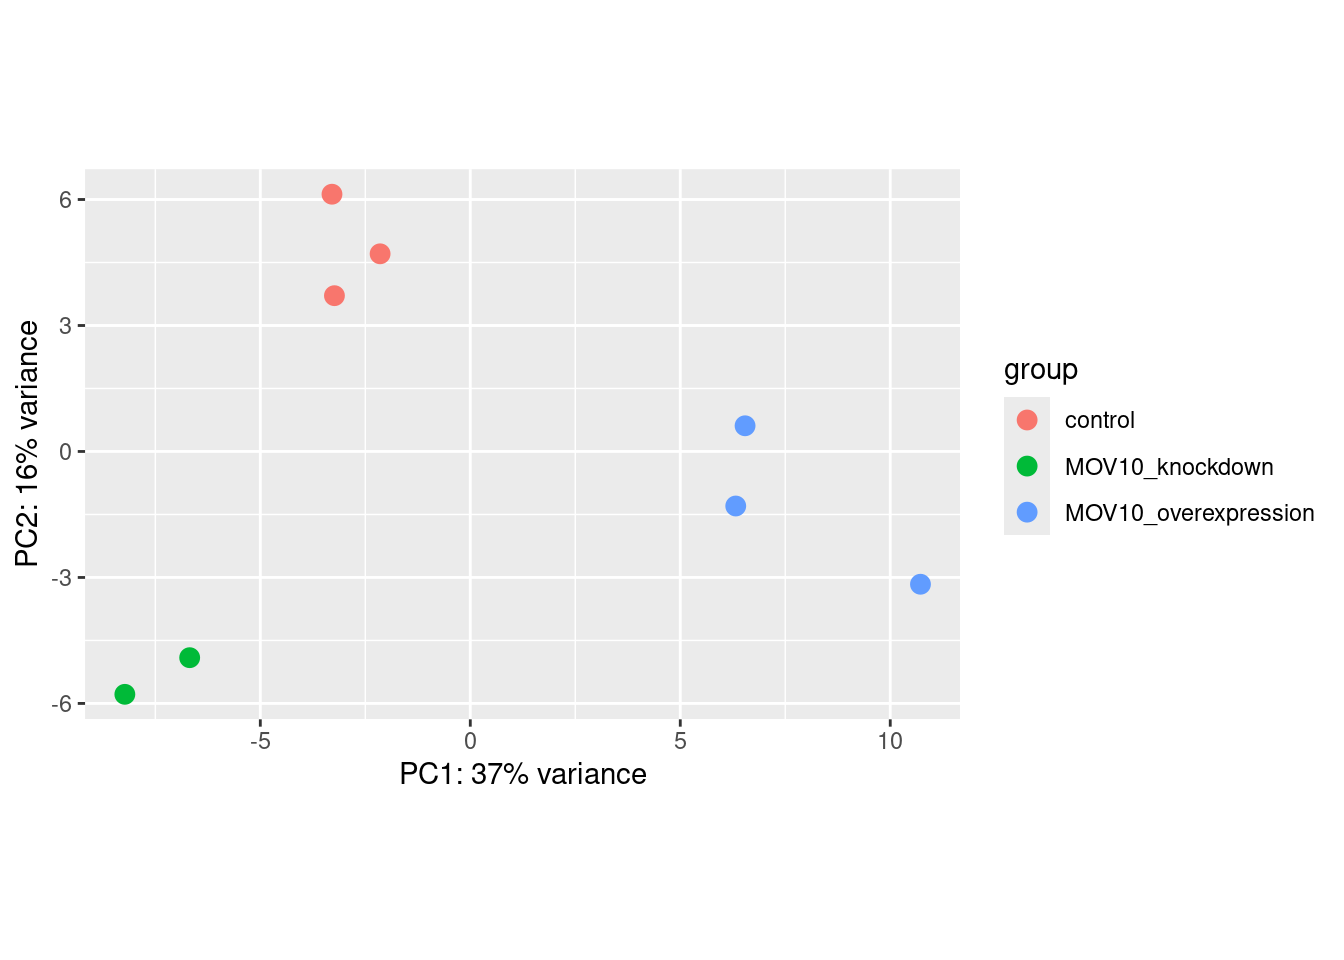 6
3
0
-3
-6
PC2: 16% variance
-5
0
5
10
PC1: 37% variance
group
control
MOV10_knockdown
MOV10_overexpression